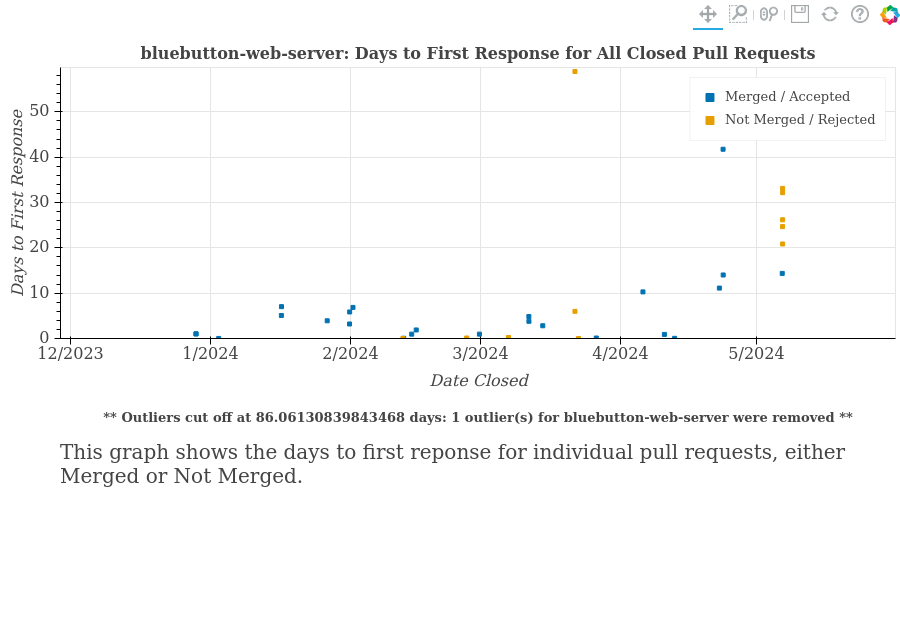 bluebutton-web-server: Days to First Response for All Closed Pull Requests
Merged / Accepted
Not Merged / Rejected
Days to First Response
50
40
30
20
10
0
12/2023 1/2024 2/2024 3/2024 4/2024 5/2024
Date Closed
** Outliers cut off at 86.06130839843468 days: 1 outlier(s) for bluebutton-web-server were removed **
This graph shows the days to first reponse for individual pull requests, either
Merged or Not Merged.